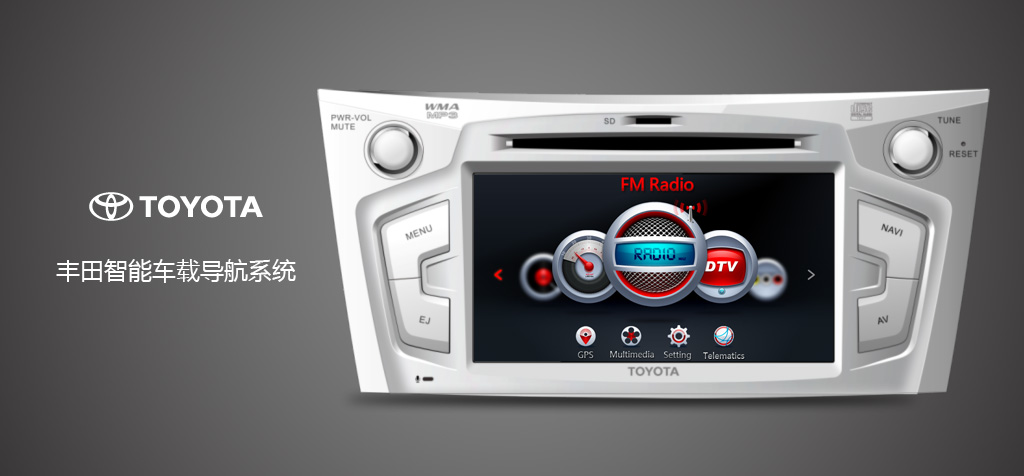 TOYOTA
丰田智能车载导航系统
PWR-VOL
MUTE
WMA
MP3
SD
TUNE
RESET
MENU
EJ
NAVI
AV
FM Radio
RADIO
DTV
GPS
Multimedia
Setting
Telematics
TOYOTA